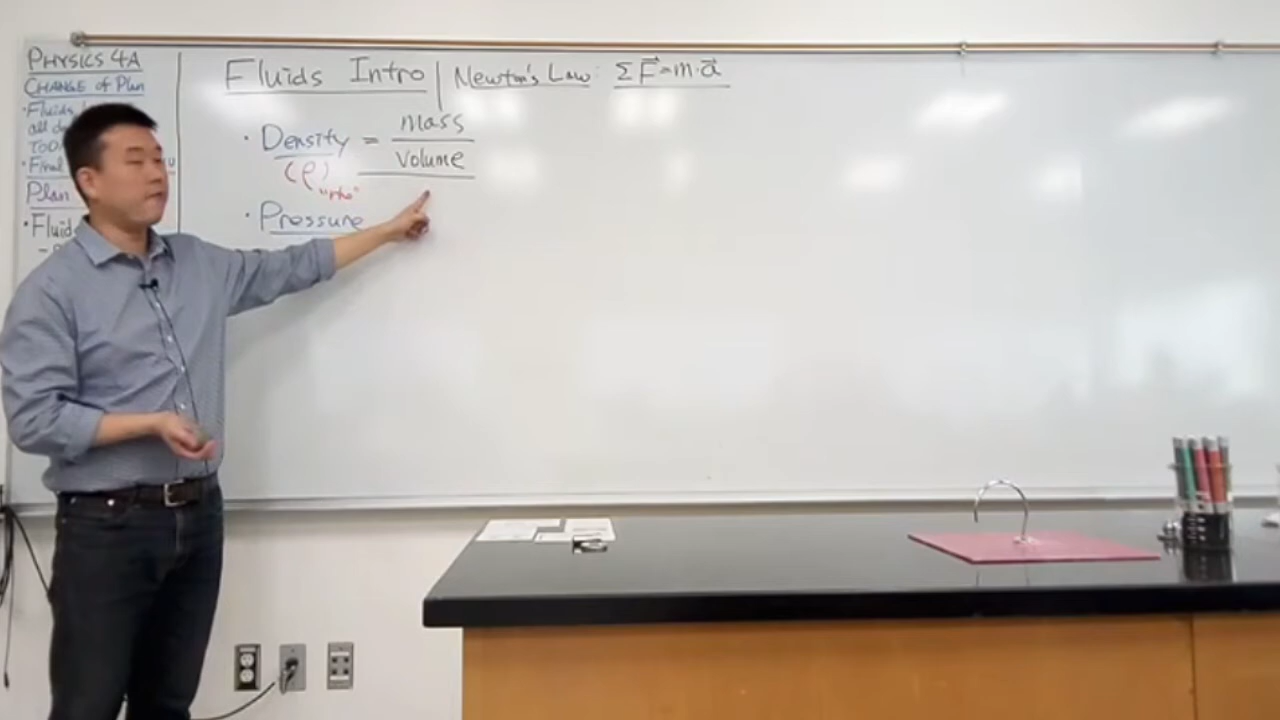 PHYSICS 4A
CHANGE of Plan
• Fluids
all
TOD
• Final
Plan
• Fluid
Fluids Intro | Newton's Law: ΣF⃗=m·a⃗
• Density = mass
volume
(ρ)
"rho"
• Pressure